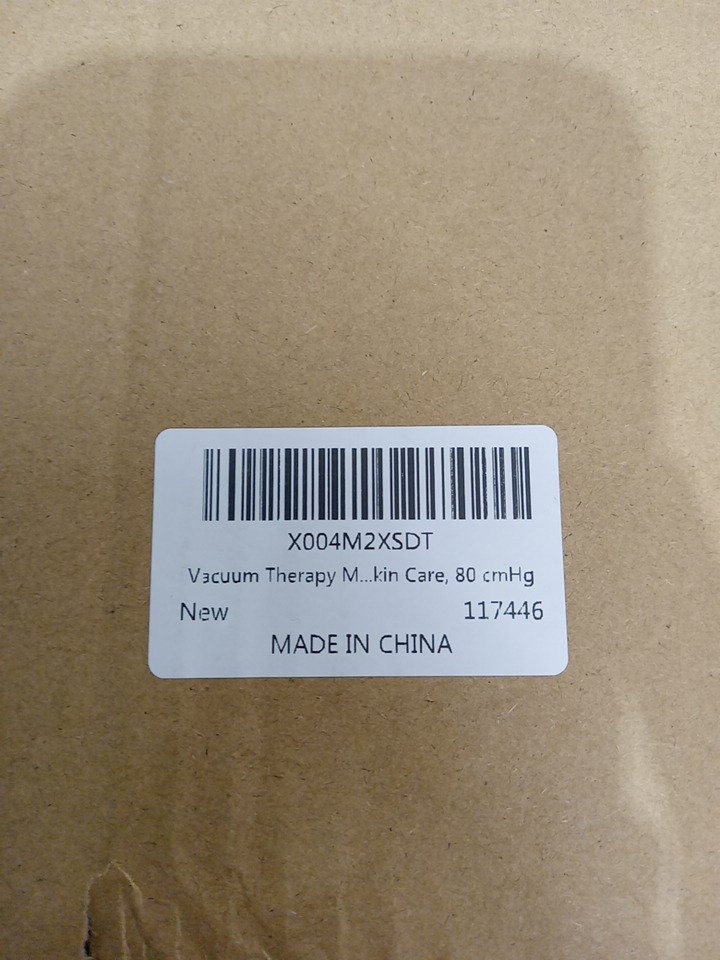 X004M2XSDT
Vacuum Therapy M...kin Care, 80 cmHg
New 117446
MADE IN CHINA